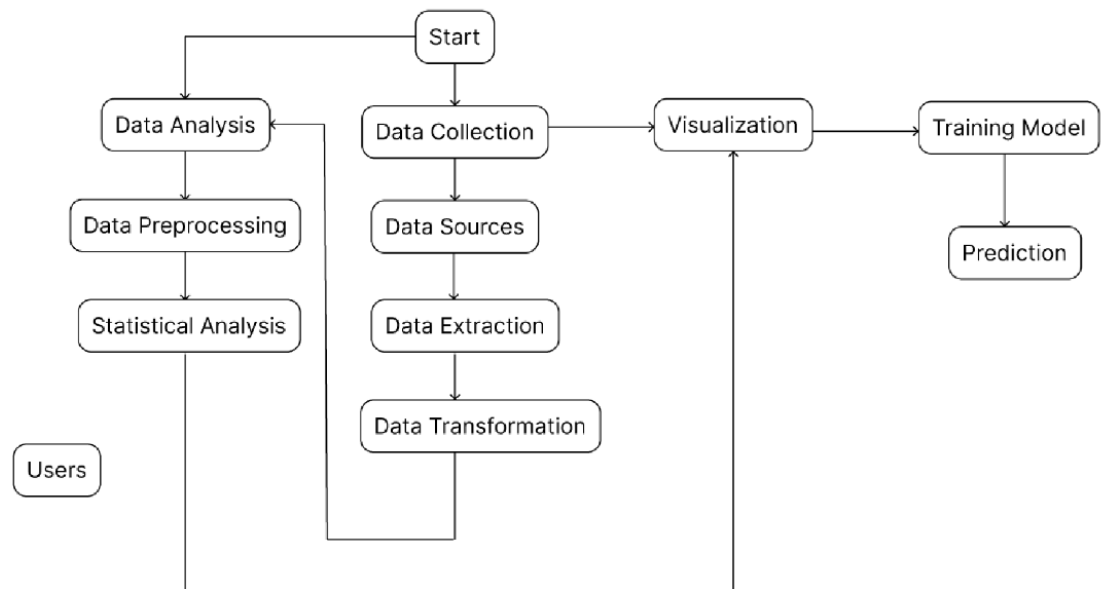 Start
Data Analysis
Data Collection
Visualization
Training Model
Data Preprocessing
Data Sources
Prediction
Statistical Analysis
Data Extraction
Data Transformation
Users